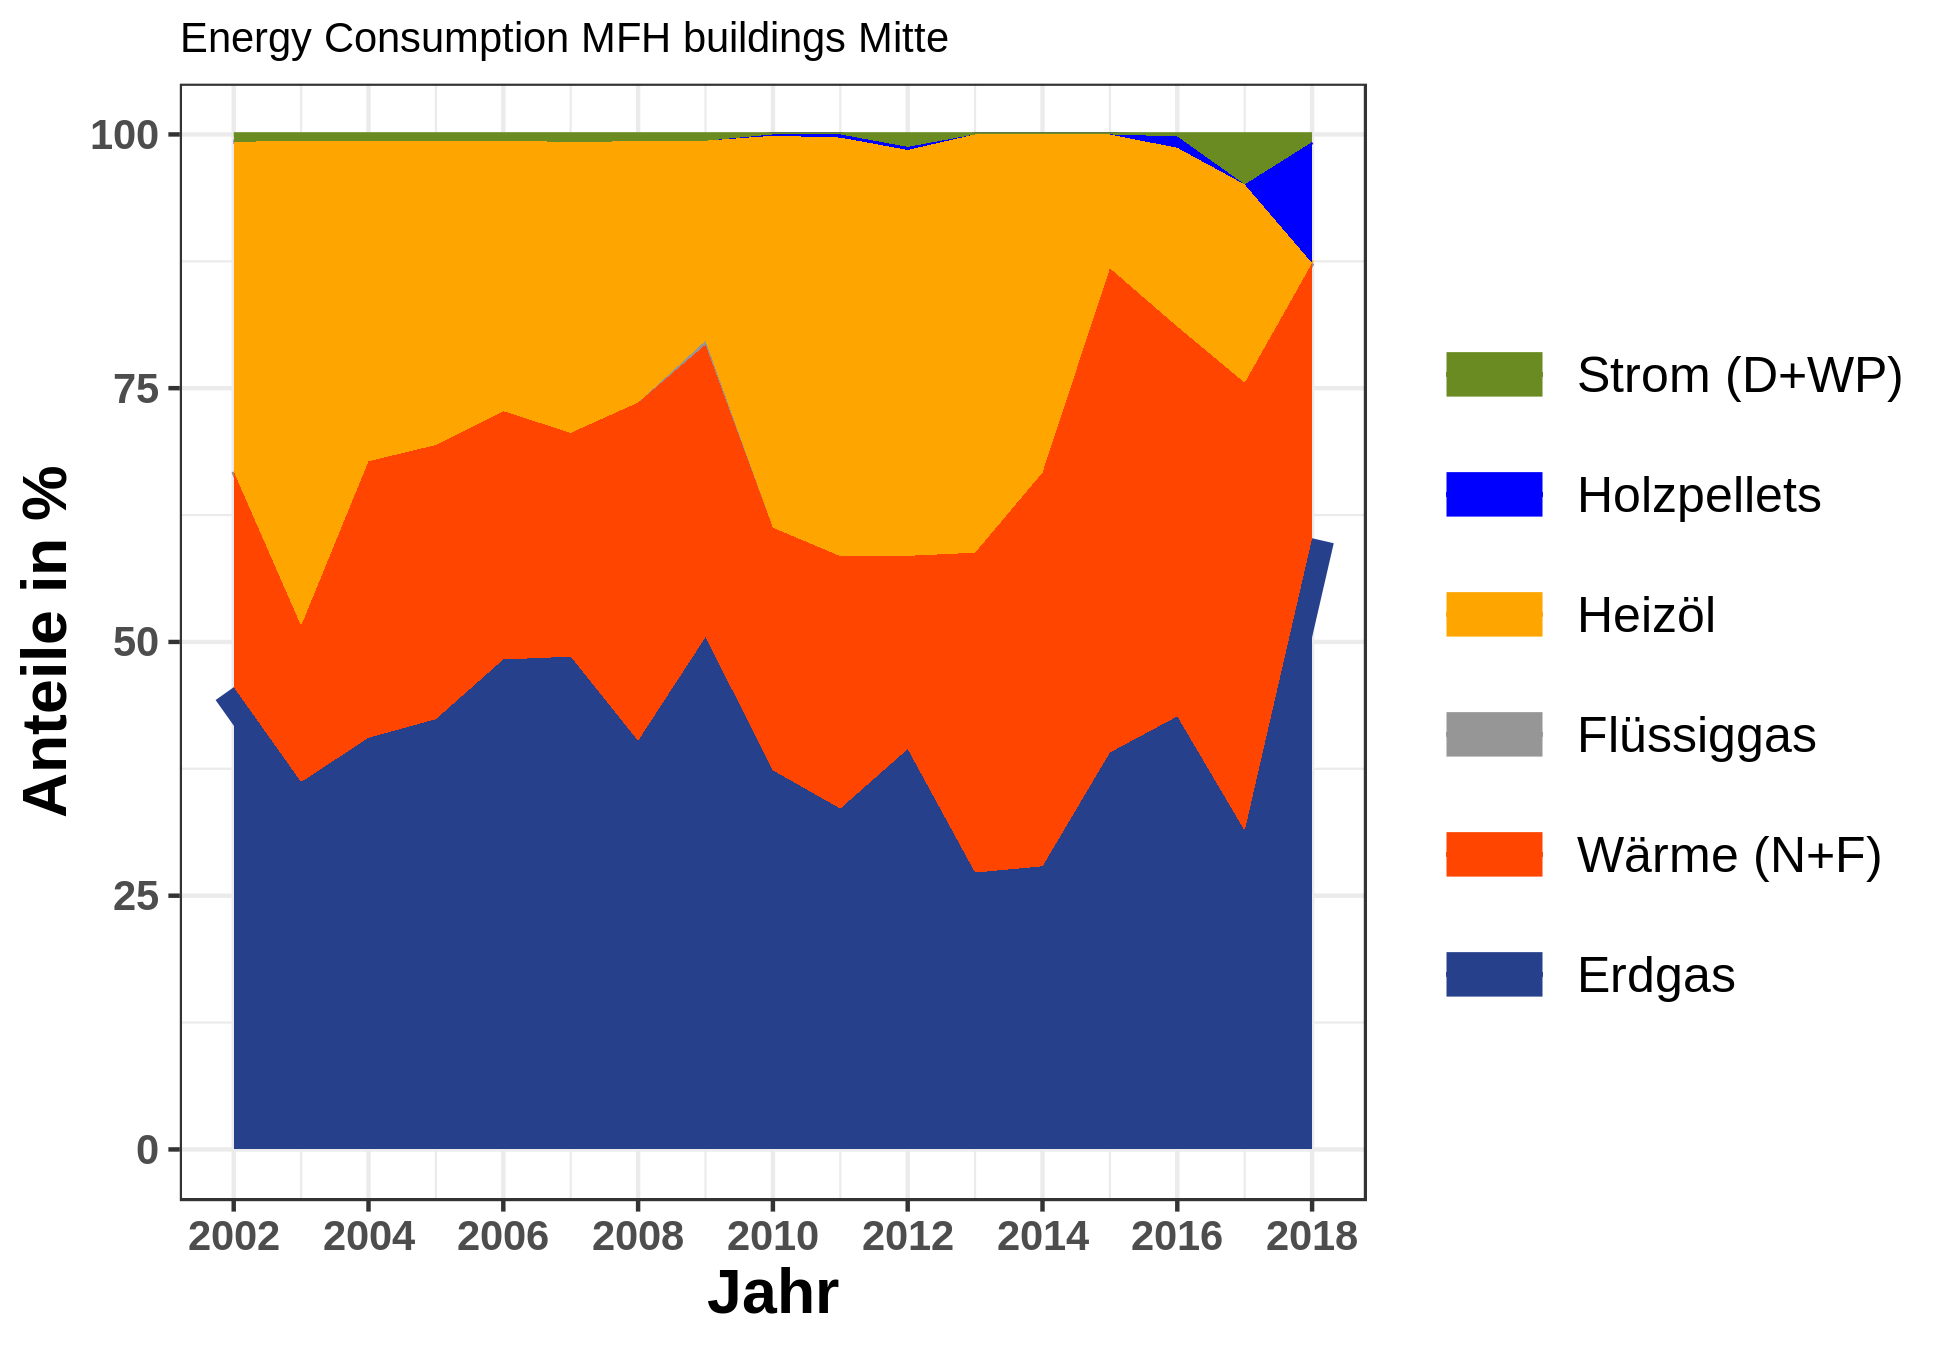 Energy Consumption MFH buildings Mitte
100
75
50
25
0
Anteile in %
2002 2004 2006 2008 2010 2012 2014 2016 2018
Jahr
Strom (D+WP)
Holzpellets
Heizöl
Flüssiggas
Wärme (N+F)
Erdgas